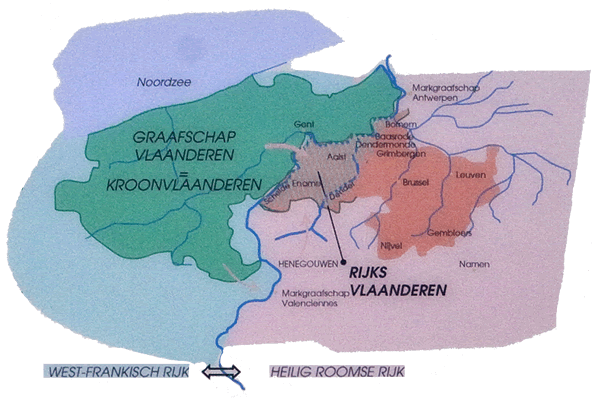 Noordzee
Markgraafschap
Antwerpen
Gent
Bornem
GRAAFSCHAP
VLAANDEREN
=
KROONVLAANDEREN
Baasrode
Dendermonde
Grimbergen
Aalst
Brussel
Leuven
Schelde
Ename
Dender
Gembloers
Nijvel
HENEGOUWEN
Namen
RIJKS
VLAANDEREN
Markgraafschap
Valenciennes
WEST-FRANKISCH RIJK
HEILIG ROOMSE RIJK